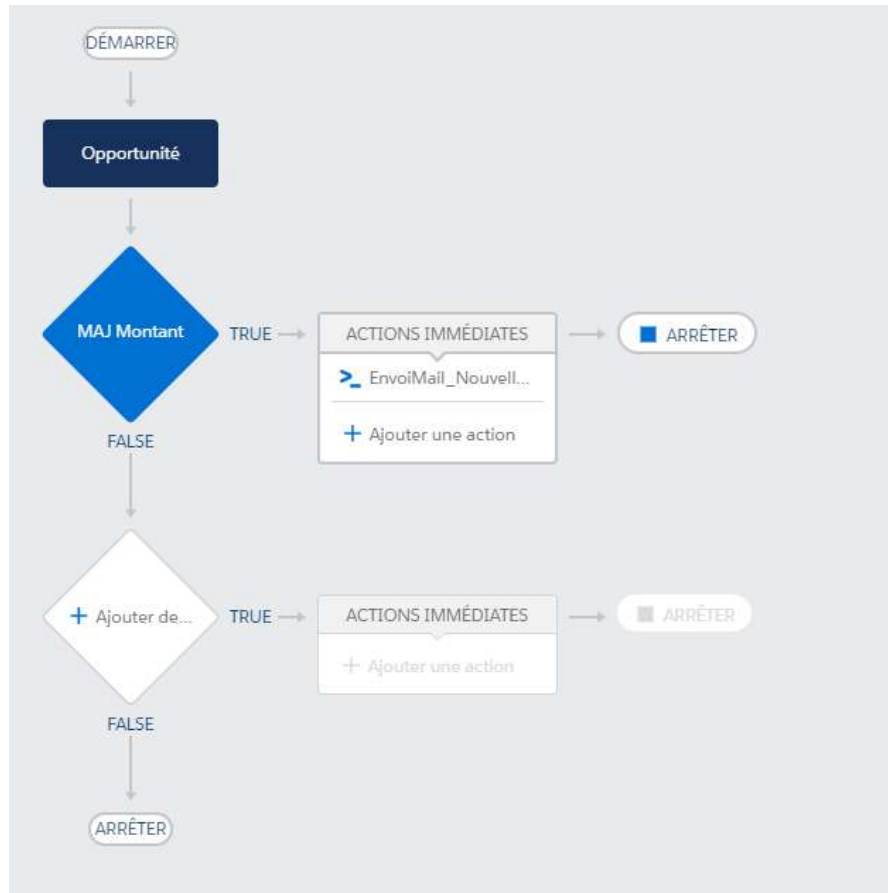 DÉMARRER
Opportunité
MAJ Montant
TRUE
ACTIONS IMMÉDIATES
ARRÊTER
EnvoiMail_Nouvell...
Ajouter une action
FALSE
Ajouter de...
TRUE
ACTIONS IMMÉDIATES
ARRÊTER
Ajouter une action
FALSE
ARRÊTER